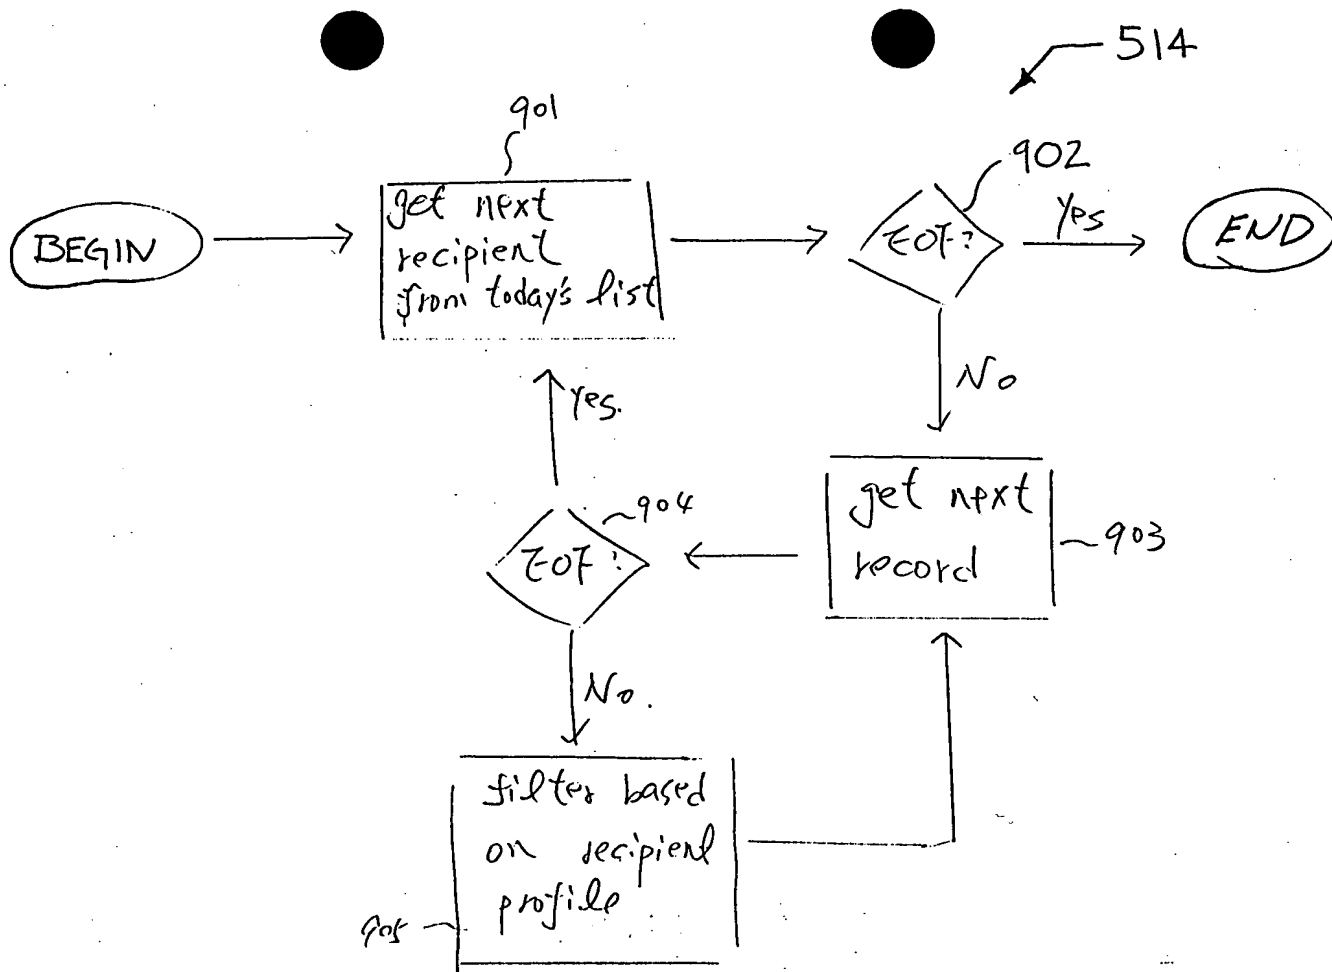 514
901
902
BEGIN
get next
recipient
from today's list
EOF?
Yes
END
No
Yes.
get next
record
903
904
EOF?
No.
filter based
on recipient
profile
905